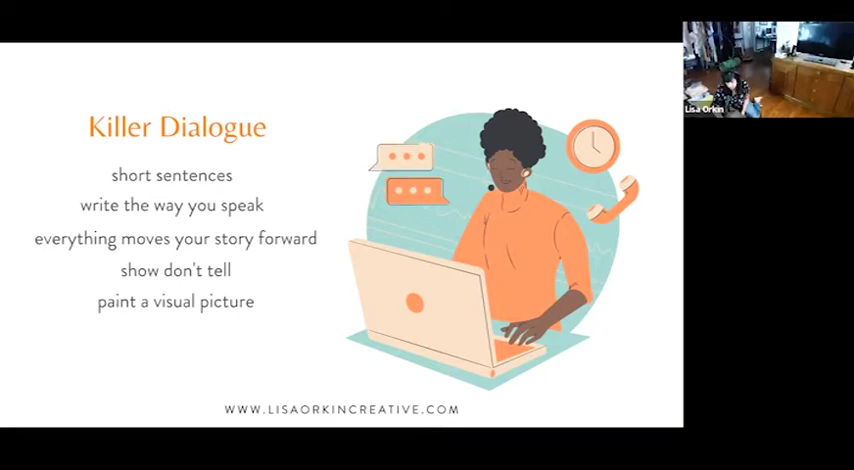 Killer Dialogue
short sentences
write the way you speak
everything moves your story forward
show don't tell
paint a visual picture
WWW.LISAORKINCREATIVE.COM
Lisa Orkin